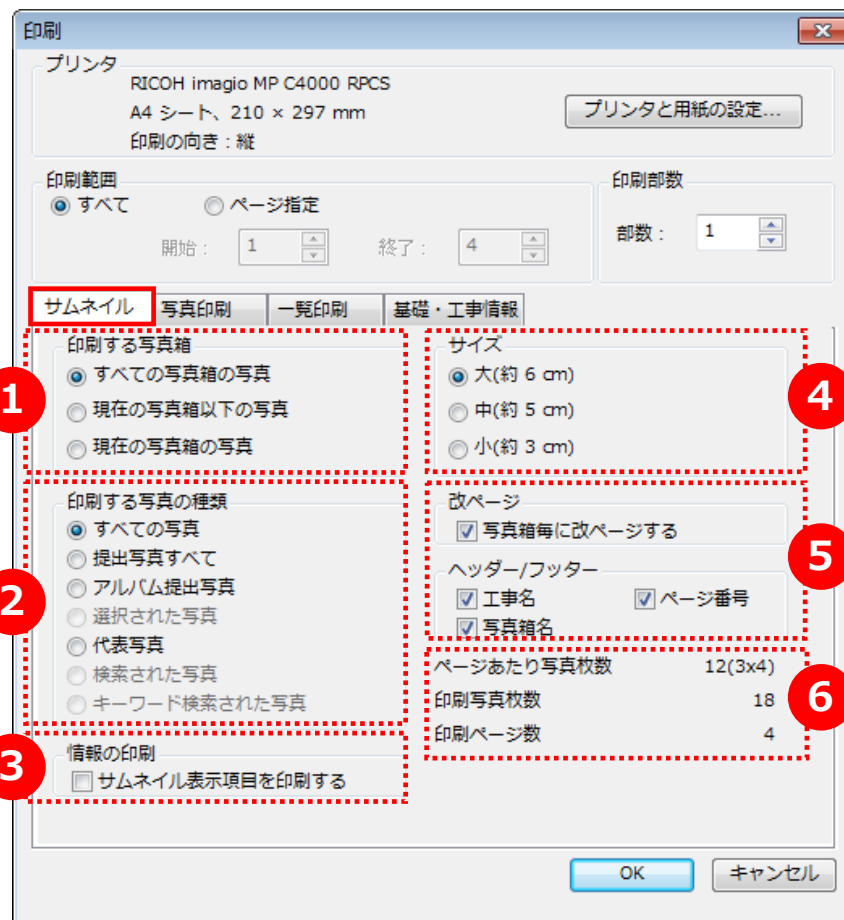 印刷
プリンタ
RICOH imagio MP C4000 RPCS
A4 シート、210 × 297 mm
プリンタと用紙の設定...
印刷の向き：縦
印刷範囲
すべて
ページ指定
開始： 1 終了： 4
印刷部数
部数： 1
サムネイル 写真印刷 一覧印刷 基礎・工事情報
1
印刷する写真箱
すべての写真箱の写真
現在の写真箱以下の写真
現在の写真箱の写真
2
印刷する写真の種類
すべての写真
提出写真すべて
アルバム提出写真
選択された写真
代表写真
検索された写真
キーワード検索された写真
3
情報の印刷
サムネイル表示項目を印刷する
4
サイズ
大(約 6 cm)
中(約 5 cm)
小(約 3 cm)
5
改ページ
写真箱毎に改ページする
ヘッダー/フッター
工事名 ページ番号
写真箱名
6
ページあたり写真枚数 12(3x4)
印刷写真枚数 18
印刷ページ数 4
OK キャンセル